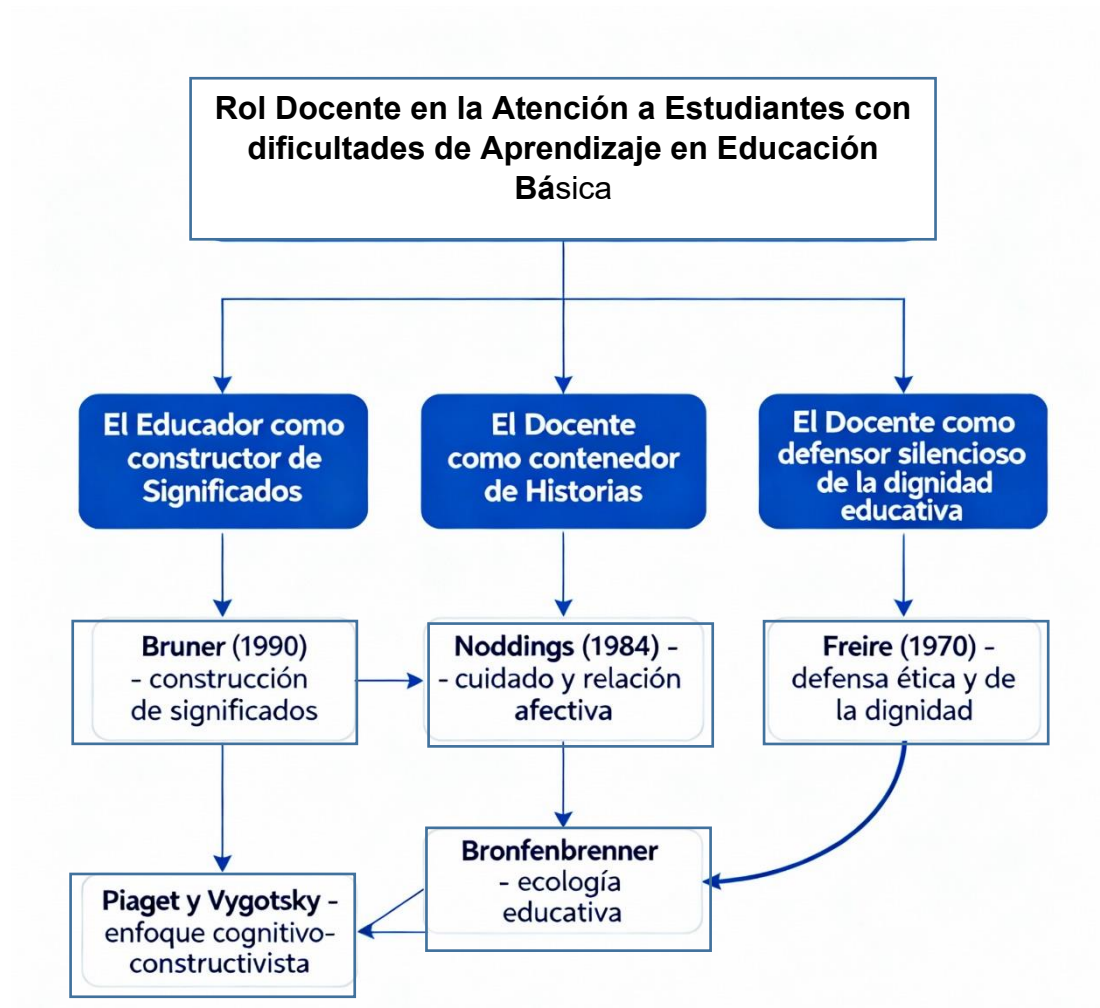 Rol Docente en la Atención a Estudiantes con
dificultades de Aprendizaje en Educación
Básica
El Educador como
constructor de
Significados
El Docente
como contenedor
de Historias
El Docente como
defensor silencioso
de la dignidad
educativa
Bruner (1990)
- construcción
de significados
Noddings (1984) -
- cuidado y relación
afectiva
Freire (1970) -
defensa ética y de
la dignidad
Bronfenbrenner
- ecología
educativa
Piaget y Vygotsky -
enfoque cognitivo-
constructivista